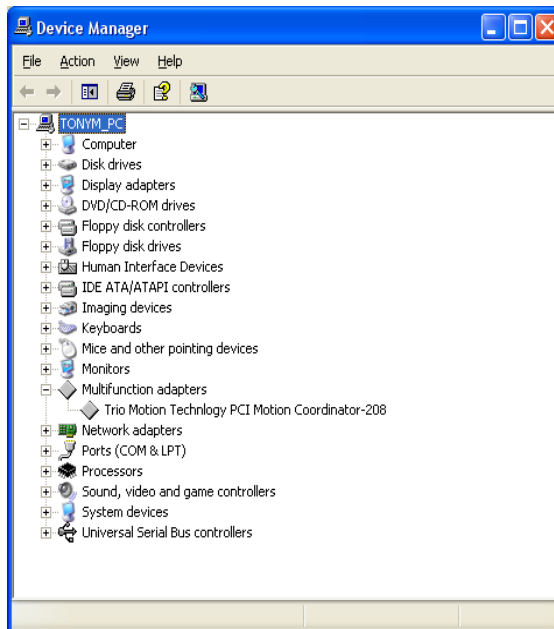 Device Manager
File Action View Help
TONYM_PC
Computer
Disk drives
Display adapters
DVD/CD-ROM drives
Floppy disk controllers
Floppy disk drives
Human Interface Devices
IDE ATA/ATAPI controllers
Imaging devices
Keyboards
Mice and other pointing devices
Monitors
Multifunction adapters
Trio Motion Technlogy PCI Motion Coordinator-208
Network adapters
Ports (COM & LPT)
Processors
Sound, video and game controllers
System devices
Universal Serial Bus controllers